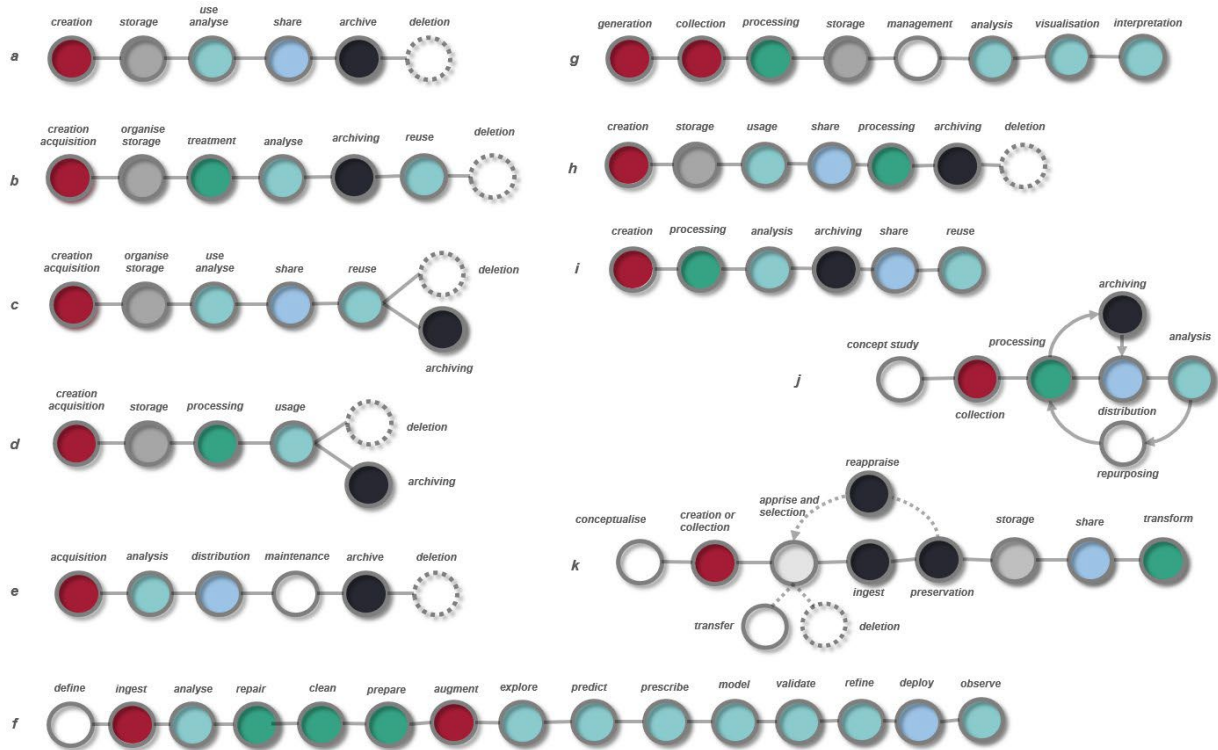 a
creation
storage
use
analyse
share
archive
deletion
b
creation
acquisition
organise
storage
treatment
analyse
archiving
reuse
deletion
c
creation
acquisition
organise
storage
use
analyse
share
reuse
deletion
archiving
d
creation
acquisition
storage
processing
usage
deletion
archiving
e
acquisition
analysis
distribution
maintenance
archive
deletion
f
define
ingest
analyse
repair
clean
prepare
augment
explore
predict
prescribe
model
validate
refine
deploy
observe
g
generation
collection
processing
storage
management
analysis
visualisation
interpretation
h
creation
storage
usage
share
processing
archiving
deletion
i
creation
processing
analysis
archiving
share
reuse
j
concept study
collection
processing
archiving
distribution
analysis
repurposing
k
conceptualise
creation or
collection
apprise and
selection
reappraise
ingest
preservation
storage
share
transform
transfer
deletion